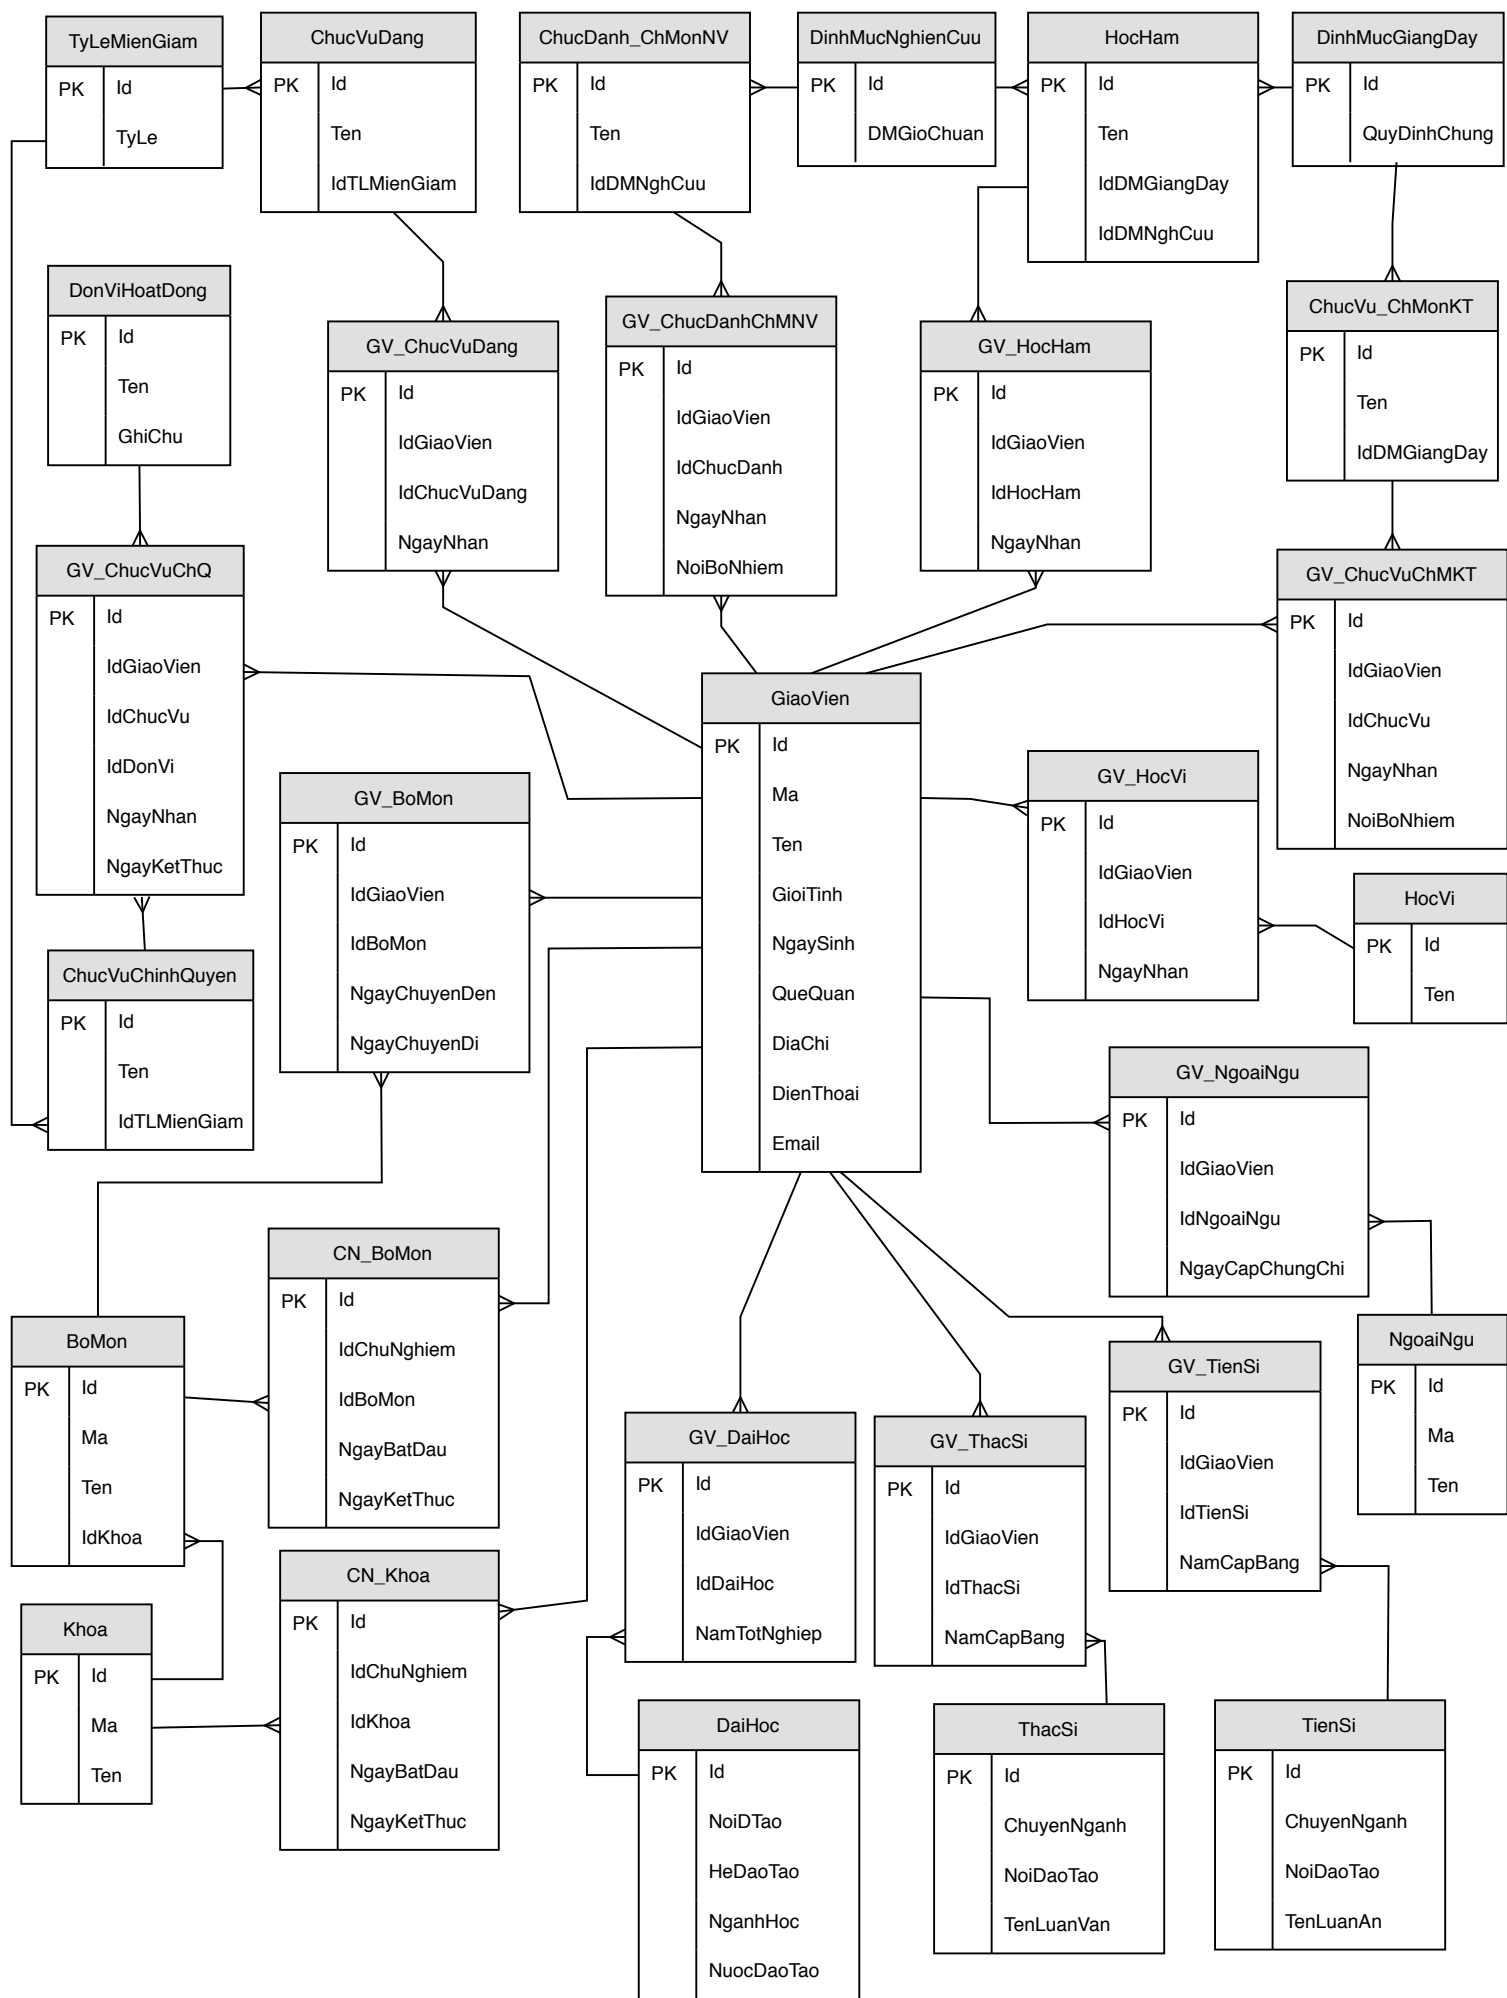 TyLeMienGiam
PK
Id
TyLe
ChucVuDang
PK
Id
Ten
IdTLMienGiam
ChucDanh_ChMonNV
PK
Id
Ten
IdDMNghCuu
DinhMucNghienCuu
PK
Id
DMGioChuan
HocHam
PK
Id
Ten
IdDMGiangDay
IdDMNghCuu
DinhMucGiangDay
PK
Id
QuyDinhChung
DonViHoatDong
PK
Id
Ten
GhiChu
GV_ChucVuDang
PK
Id
IdGiaoVien
IdChucVuDang
NgayNhan
GV_ChucDanhChMNV
PK
Id
IdGiaoVien
IdChucDanh
NgayNhan
NoiBoNhiem
GV_HocHam
PK
Id
IdGiaoVien
IdHocHam
NgayNhan
ChucVu_ChMonKT
PK
Id
Ten
IdDMGiangDay
GV_ChucVuChQ
PK
Id
IdGiaoVien
IdChucVu
IdDonVi
NgayNhan
NgayKetThuc
GV_ChucVuChMKT
PK
Id
IdGiaoVien
IdChucVu
NgayNhan
NoiBoNhiem
GiaoVien
PK
Id
Ma
Ten
GioiTinh
NgaySinh
QueQuan
DiaChi
DienThoai
Email
GV_BoMon
PK
Id
IdGiaoVien
IdBoMon
NgayChuyenDen
NgayChuyenDi
GV_HocVi
PK
Id
IdGiaoVien
IdHocVi
NgayNhan
HocVi
PK
Id
Ten
ChucVuChinhQuyen
PK
Id
Ten
IdTLMienGiam
GV_NgoaiNgu
PK
Id
IdGiaoVien
IdNgoaiNgu
NgayCapChungChi
CN_BoMon
PK
Id
IdChuNghiem
IdBoMon
NgayBatDau
NgayKetThuc
BoMon
PK
Id
Ma
Ten
IdKhoa
GV_TienSi
PK
Id
IdGiaoVien
IdTienSi
NamCapBang
NgoaiNgu
PK
Id
Ma
Ten
GV_DaiHoc
PK
Id
IdGiaoVien
IdDaiHoc
NamTotNghiep
GV_ThacSi
PK
Id
IdGiaoVien
IdThacSi
NamCapBang
CN_Khoa
PK
Id
IdChuNghiem
IdKhoa
NgayBatDau
NgayKetThuc
Khoa
PK
Id
Ma
Ten
DaiHoc
PK
Id
NoiDTao
HeDaoTao
NganhHoc
NuocDaoTao
ThacSi
PK
Id
ChuyenNganh
NoiDaoTao
TenLuanVan
TienSi
PK
Id
ChuyenNganh
NoiDaoTao
TenLuanAn